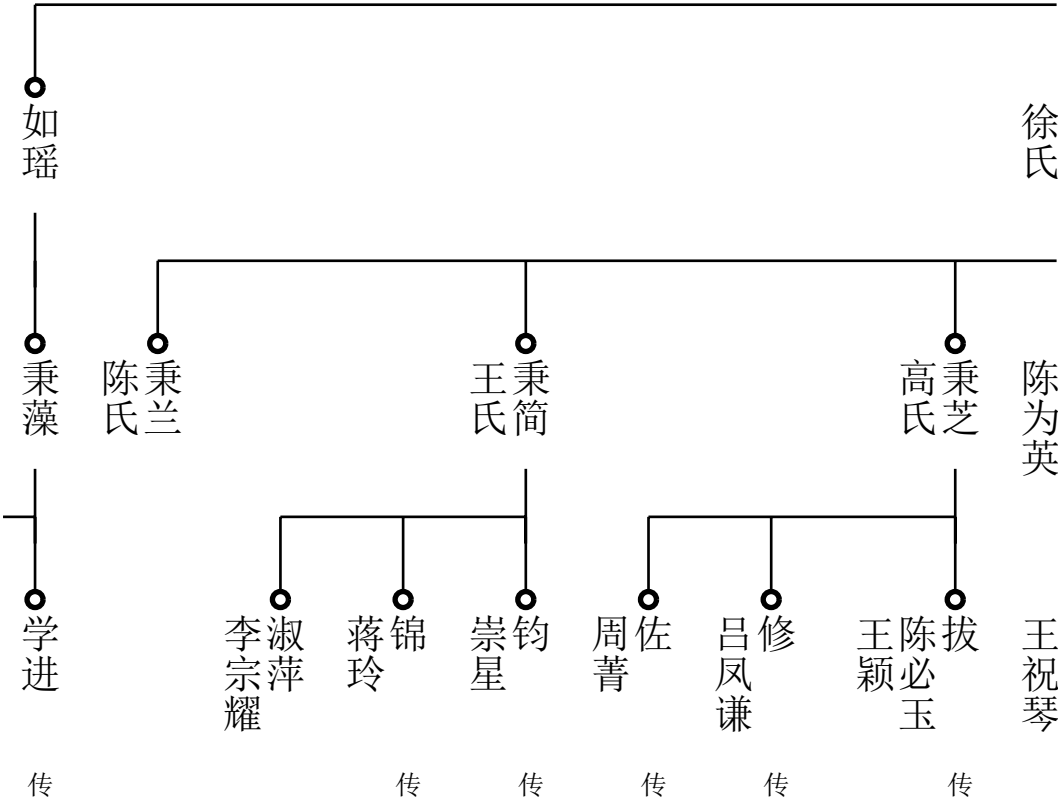 徐氏
如瑶
陈为英
秉芝
高氏
秉简
王氏
秉兰
陈氏
秉藻
王祝琴
拔
陈必玉
王颖
修
吕凤谦
佐
周菁
钧
崇星
锦
蒋玲
淑萍
李宗耀
学进
传
传
传
传
传
传